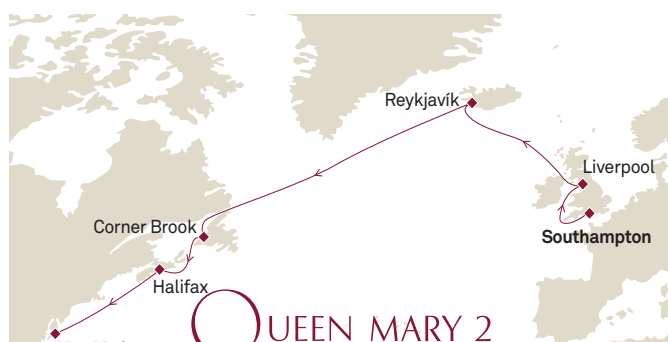 Reykjavík
Liverpool
Corner Brook
Southampton
Halifax
QUEEN MARY 2